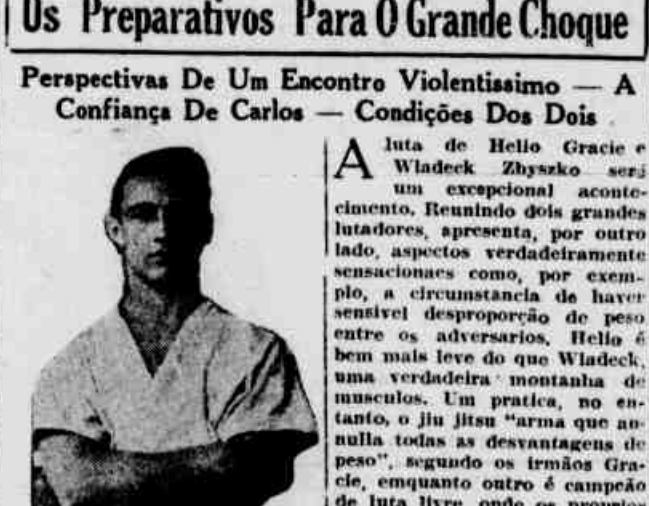 Os Preparativos Para O Grande Choque
Perspectivas De Um Encontro Violentissimo — A
Confiança De Carlos — Condições Dos Dois
A luta de Helio Gracie e
Wladeck Zbyszko será
um excepcional aconte-
cimento. Reunindo dois grandes
lutadores, apresenta, por outro
lado, aspectos verdadeiramente
sensacionaes como, por exem-
plo, a circumstancia de haver
sensivel desproporção de peso
entre os adversarios. Helio é
bem mais leve do que Wladeck,
uma verdadeira montanha de
musculos. Um pratica, no en-
tanto, o jiu jitsu "arma que an-
nulla todas as desvantagens de
peso", segundo os irmãos Gra-
cie, emquanto outro é campeão
de luta livre, onde os proprios